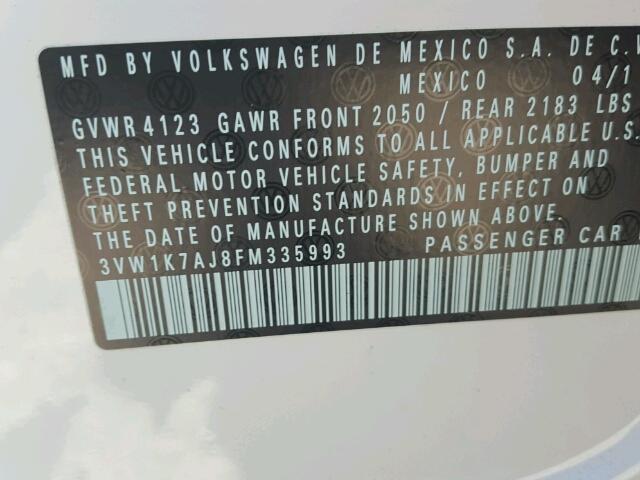 MFD BY VOLKSWAGEN DE MEXICO S.A. DE C.V
MEXICO 04/1
GVWR 4123 GAWR FRONT 2050 / REAR 2183 LBS
THIS VEHICLE CONFORMS TO ALL APPLICABLE U.S.
FEDERAL MOTOR VEHICLE SAFETY, BUMPER AND
THEFT PREVENTION STANDARDS IN EFFECT ON
THE DATE OF MANUFACTURE SHOWN ABOVE.
3VW1K7AJ8FM335993 PASSENGER CAR